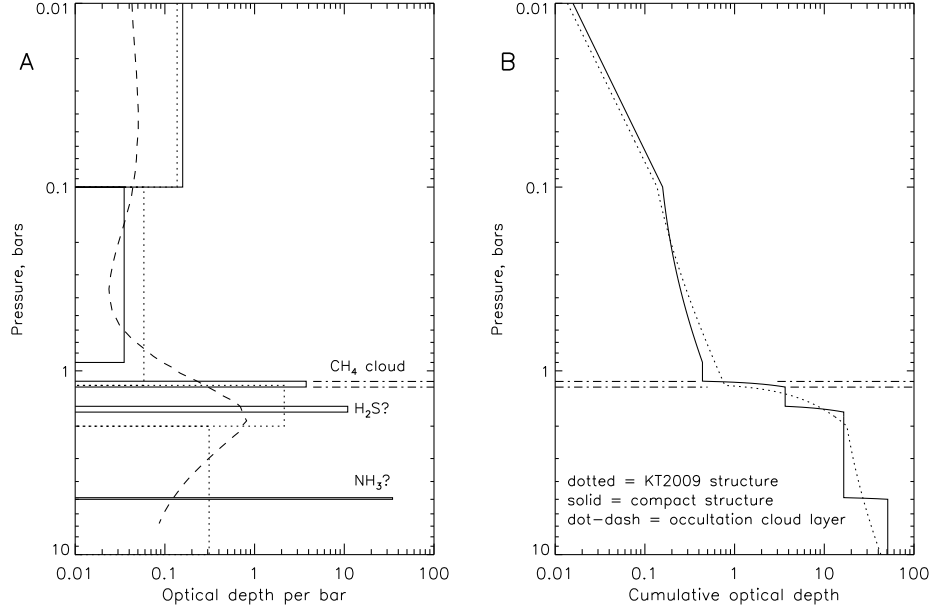 A
0.01
0.1
1
10
Pressure, bars
CH4 cloud
H2S?
NH3?
0.01 0.1 1 10 100
Optical depth per bar
B
0.01
0.1
1
10
Pressure, bars
dotted = KT2009 structure
solid = compact structure
dot-dash = occultation cloud layer
0.01 0.1 1 10 100
Cumulative optical depth